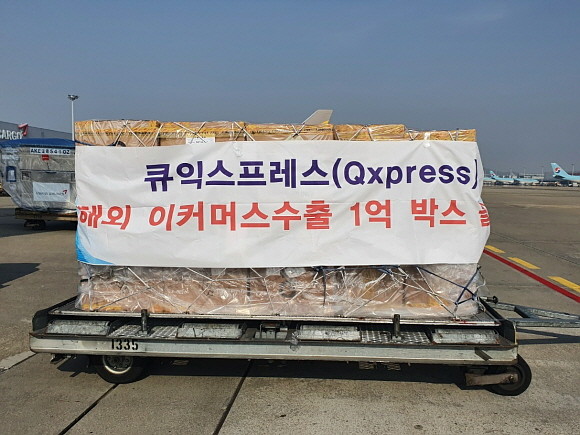 CARGO
AKE38541OZ
큐익스프레스(Qxpress)
해외 이커머스수출 1억 박스
1335